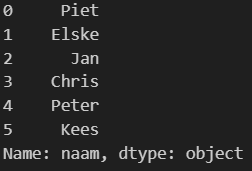 0     Piet
1    Elske
2      Jan
3    Chris
4    Peter
5     Kees
Name: naam, dtype: object